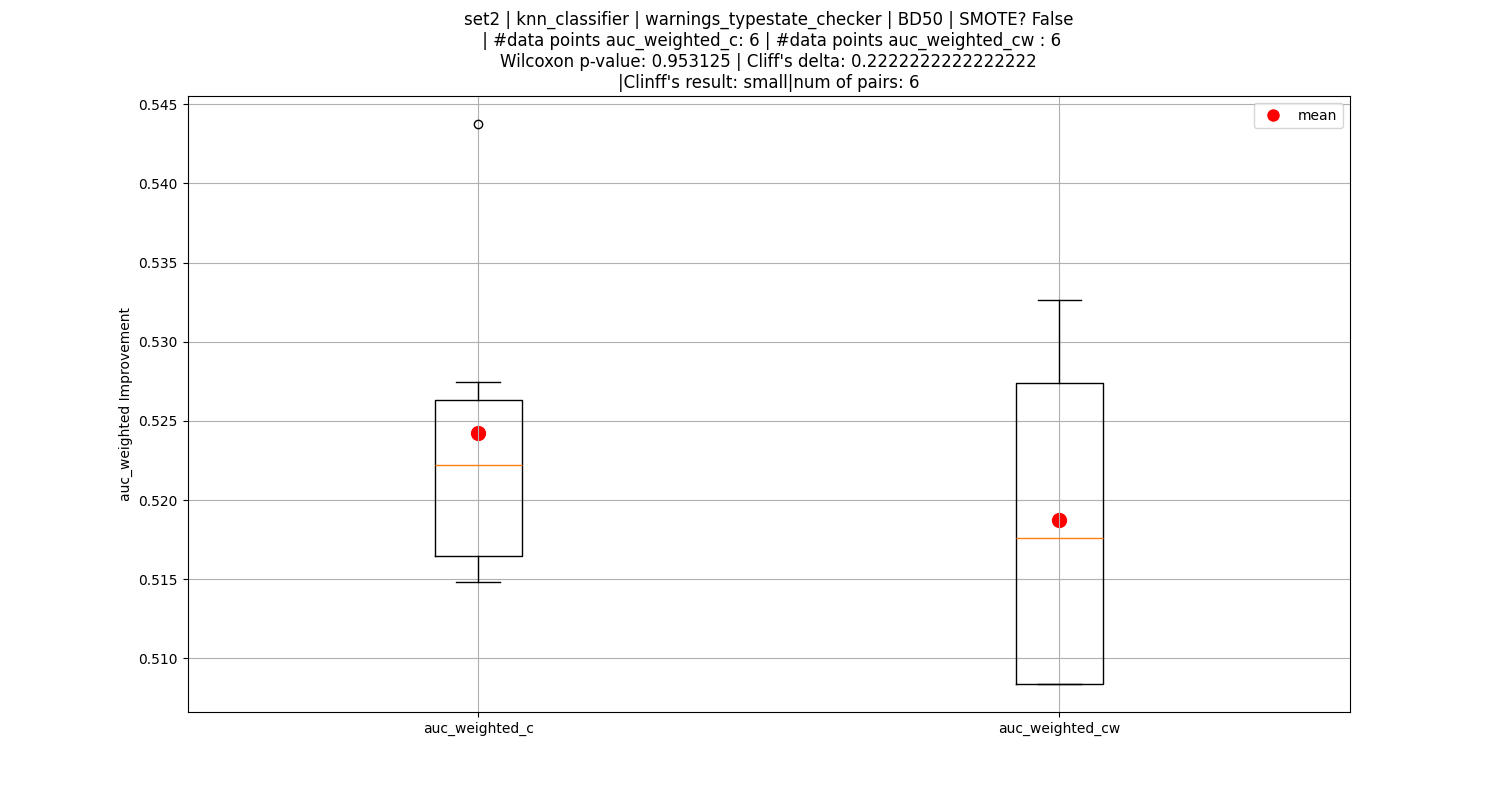 set2 | knn_classifier | warnings_typestate_checker | BD50 | SMOTE? False
| #data points auc_weighted_c: 6 | #data points auc_weighted_cw : 6
Wilcoxon p-value: 0.953125 | Cliff's delta: 0.2222222222222222
|Clinff's result: small|num of pairs: 6
mean
0.545
0.540
0.535
0.530
0.525
0.520
0.515
0.510
auc_weighted Improvement
auc_weighted_c
auc_weighted_cw